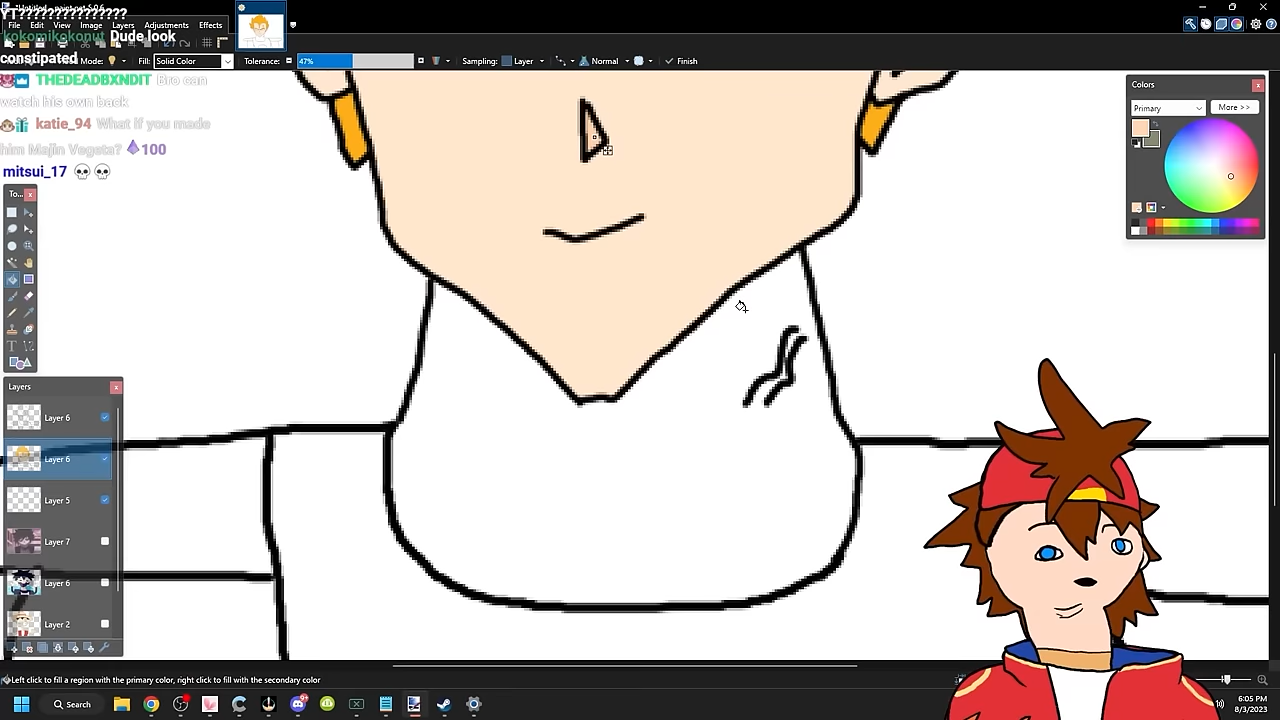 YT??????????????
File Edit View Image Layers Adjustments Effects
kokomikokonut Dude look
constipated
Mode: Fill: Solid Color Tolerance: 47% Sampling: Layer Normal Finish
THEDEADBXNDIT Bro can
watch his own back
katie_94 What if you made
him Majin Vegeta? 100
mitsui_17
To... x
Colors x
Primary More >>
Layers x
Layer 6
Layer 6
Layer 5
Layer 7
Layer 6
Layer 2
Left click to fill a region with the primary color, right click to fill with the secondary color
Search
6:05 PM
8/3/2023